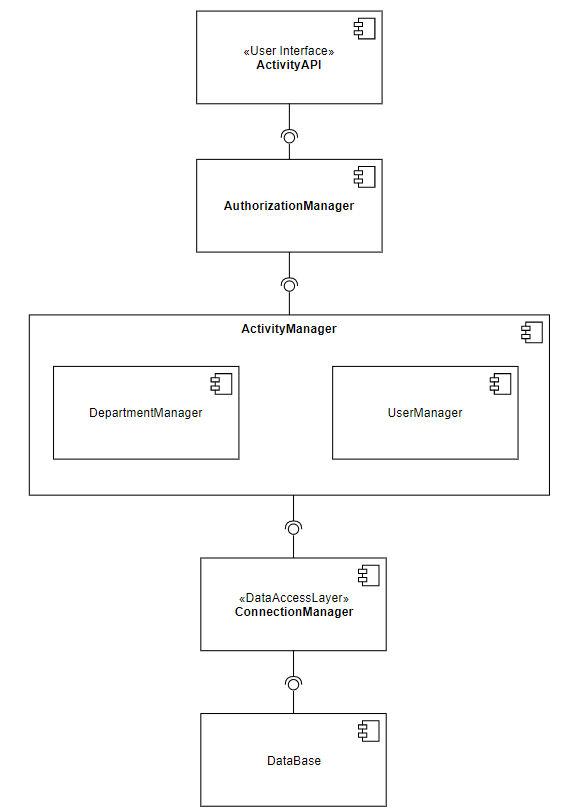 «User Interface»
ActivityAPI
AuthorizationManager
ActivityManager
DepartmentManager
UserManager
«DataAccessLayer»
ConnectionManager
DataBase